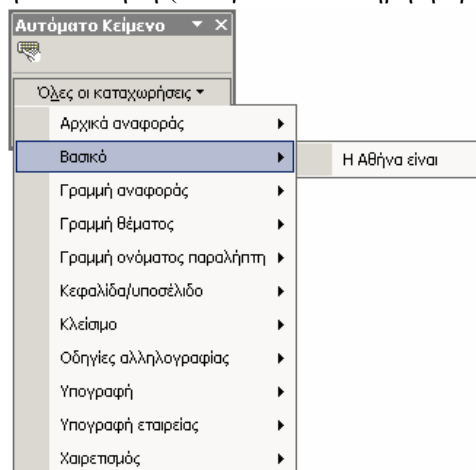 Αυτόματο Κείμενο
Όλες οι καταχωρήσεις
Αρχικά αναφοράς
Βασικό
Η Αθήνα είναι
Γραμμή αναφοράς
Γραμμή θέματος
Γραμμή ονόματος παραλήπτη
Κεφαλίδα/υποσέλιδο
Κλείσιμο
Οδηγίες αλληλογραφίας
Υπογραφή
Υπογραφή εταιρείας
Χαιρετισμός